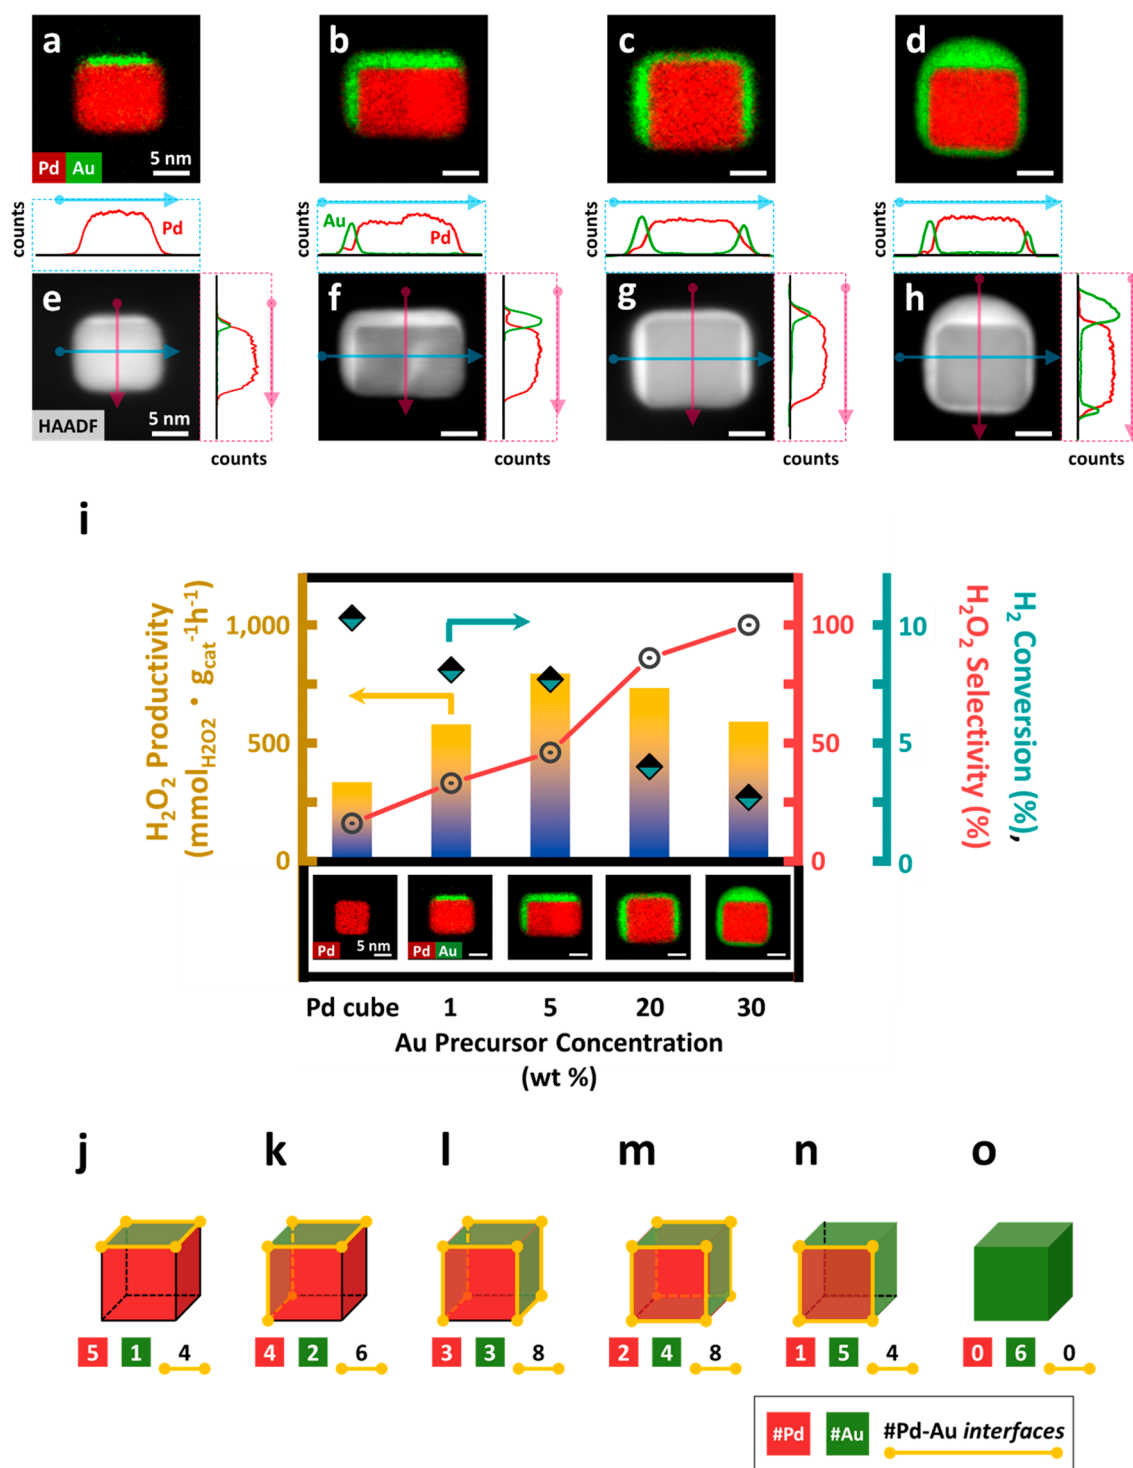 a
b
c
d
Pd Au 5 nm
counts
Pd
counts
Au
Pd
counts
counts
e
f
g
h
HAADF 5 nm
counts
counts
counts
counts
i
H2O2 Productivity
(mmolH2O2 · gcat-1h-1)
1,000
500
0
100
50
0
10
5
0
H2O2 Selectivity (%)
H2 Conversion (%),
Pd 5 nm
Pd Au
Pd cube 1 5 20 30
Au Precursor Concentration
(wt %)
j k l m n o
5 1 4
4 2 6
3 3 8
2 4 8
1 5 4
0 6 0
#Pd #Au #Pd-Au interfaces